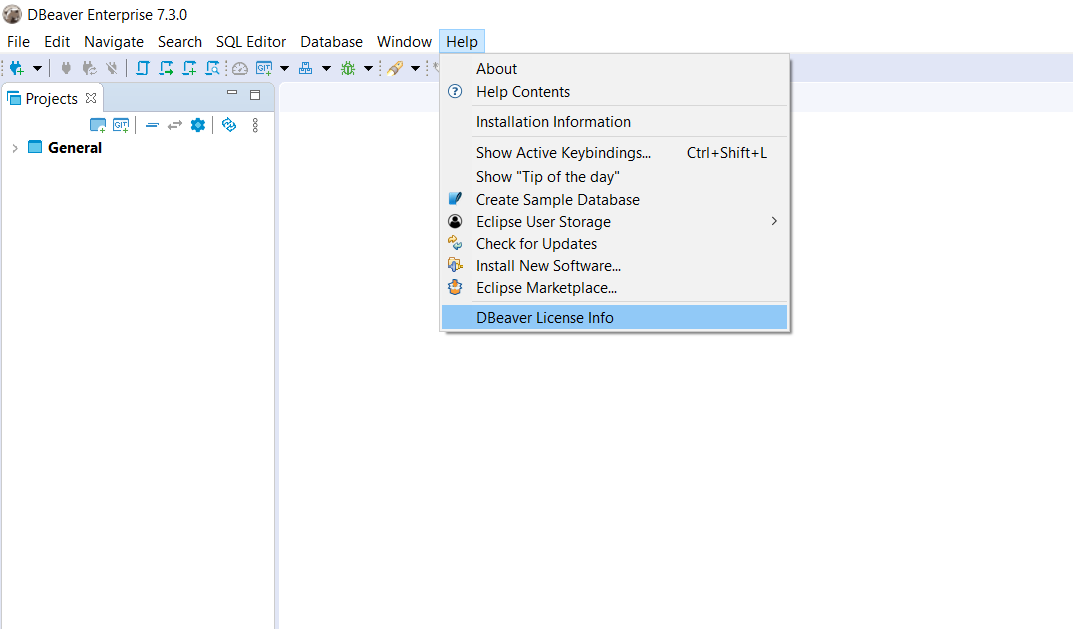 DBeaver Enterprise 7.3.0
File Edit Navigate Search SQL Editor Database Window Help
GIT
Projects
GIT
General
About
Help Contents
Installation Information
Show Active Keybindings... Ctrl+Shift+L
Show "Tip of the day"
Create Sample Database
Eclipse User Storage
Check for Updates
Install New Software...
Eclipse Marketplace...
DBeaver License Info